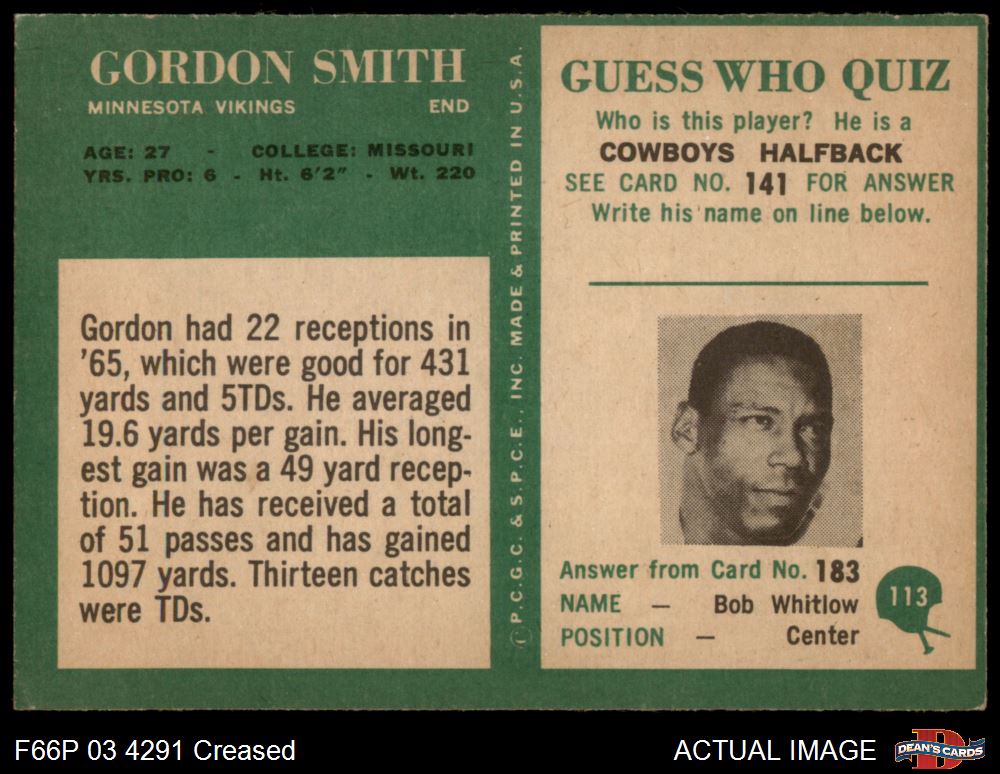 GORDON SMITH
MINNESOTA VIKINGS END
AGE: 27 - COLLEGE: MISSOURI
YRS. PRO: 6 - Ht. 6'2" - Wt. 220
Gordon had 22 receptions in
'65, which were good for 431
yards and 5TDs. He averaged
19.6 yards per gain. His long-
est gain was a 49 yard recep-
tion. He has received a total
of 51 passes and has gained
1097 yards. Thirteen catches
were TDs.
Ⓒ P.C.G.C. & S.P.C.E., INC. MADE & PRINTED IN U.S.A.
GUESS WHO QUIZ
Who is this player? He is a
COWBOYS HALFBACK
SEE CARD NO. 141 FOR ANSWER
Write his name on line below.
Answer from Card No. 183
NAME — Bob Whitlow
POSITION — Center
113
F66P 03 4291 Creased
ACTUAL IMAGE
D
DEAN'S CARDS